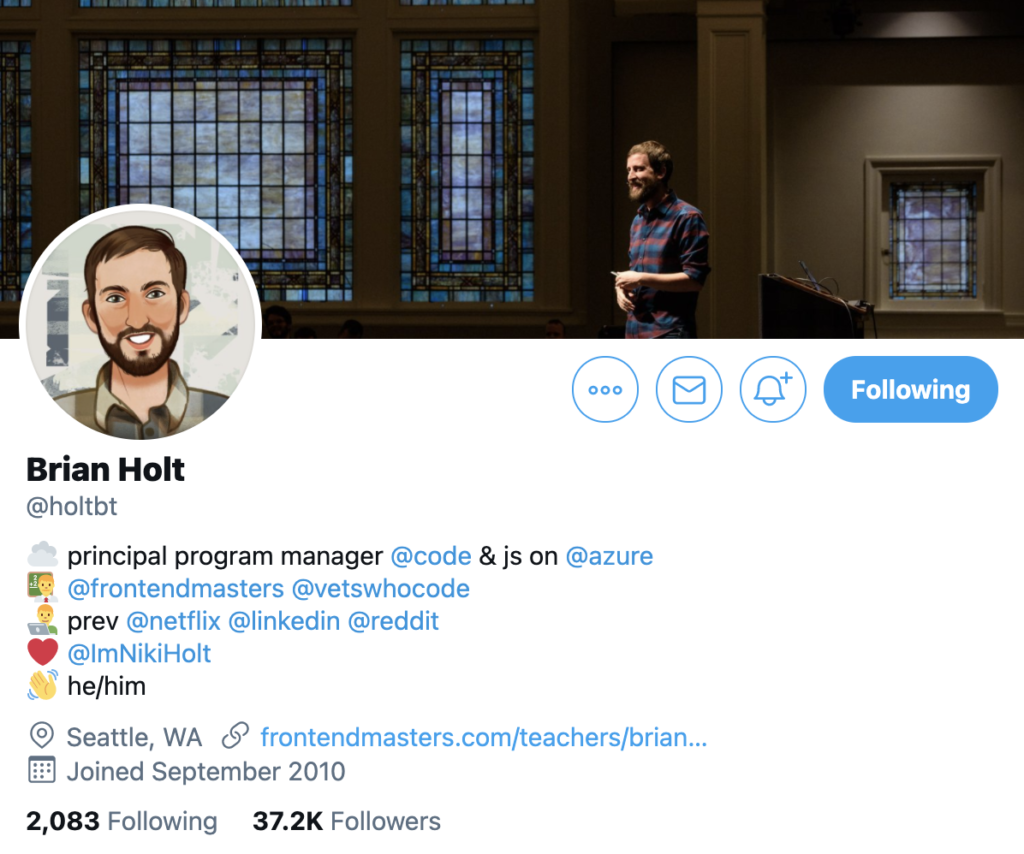 Following
Brian Holt
@holtbt
principal program manager @code & js on @azure
@frontendmasters @vetswhocode
prev @netflix @linkedin @reddit
@ImNikiHolt
he/him
Seattle, WA frontendmasters.com/teachers/brian...
Joined September 2010
2,083 Following 37.2K Followers